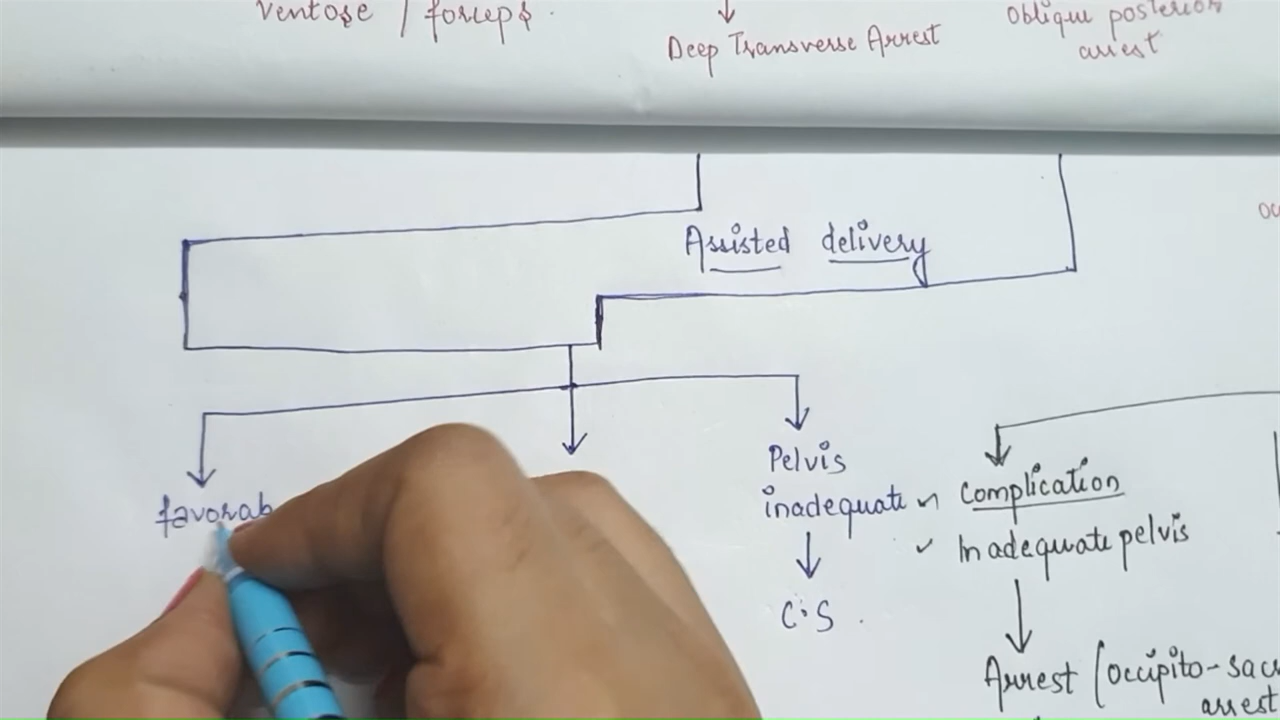 Ventose / forceps.
Deep Transverse Arrest
Oblique posterior
arrest
Assisted delivery
favorab
Pelvis
inadequate
C.S.
Complication
Inadequate pelvis
Arrest (Occipito-sac
arrest